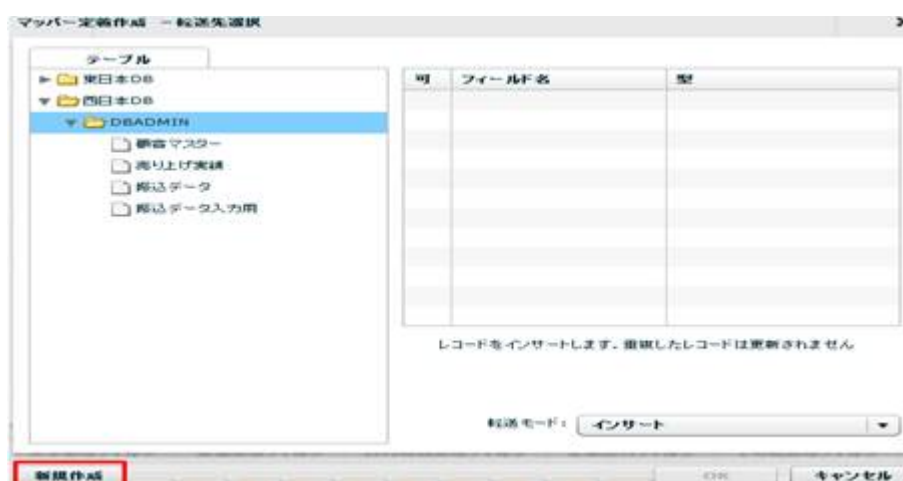 マッパー定義作成 －転送先選択
テーブル
東日本DB
西日本DB
DBADMIN
顧客マスター
売り上げ実績
振込データ
振込データ入力用
可 フィールド名 型
レコードをインサートします。重複したレコードは更新されません
転送モード： インサート
新規作成 OK キャンセル